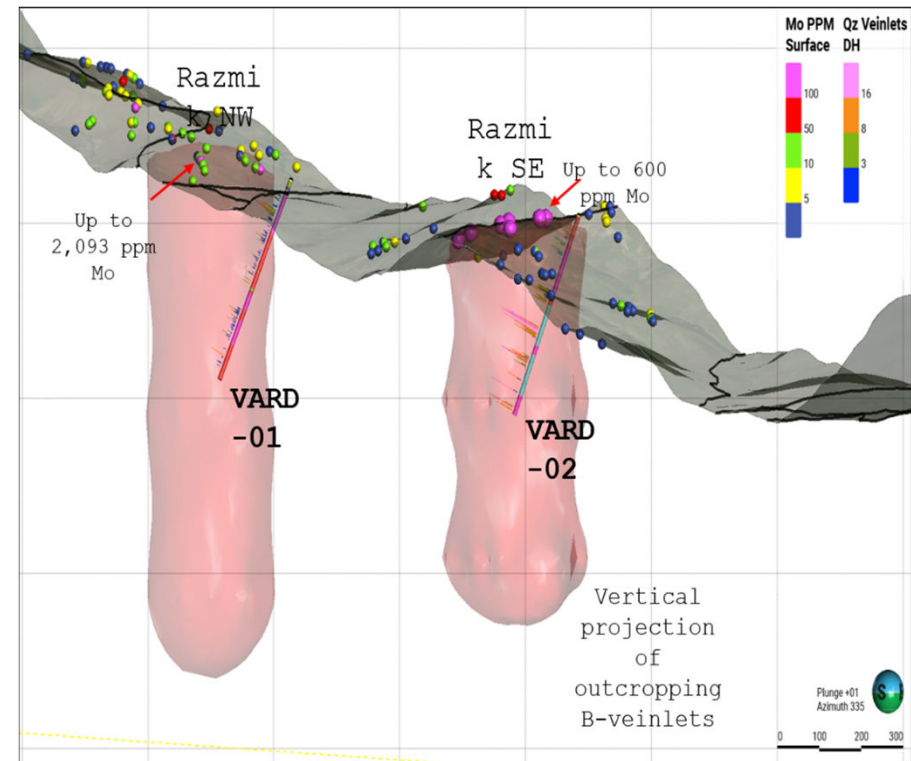 Mo PPM
Surface
Qz Veinlets
DH
100
50
10
5
16
8
3
Razmi
k NW
Razmi
k SE
Up to 600
ppm Mo
Up to
2,093 ppm
Mo
VARD
-01
VARD
-02
Vertical
projection
of
outcropping
B-veinlets
Plunge +01
Azimuth 335
S
0 100 200 300